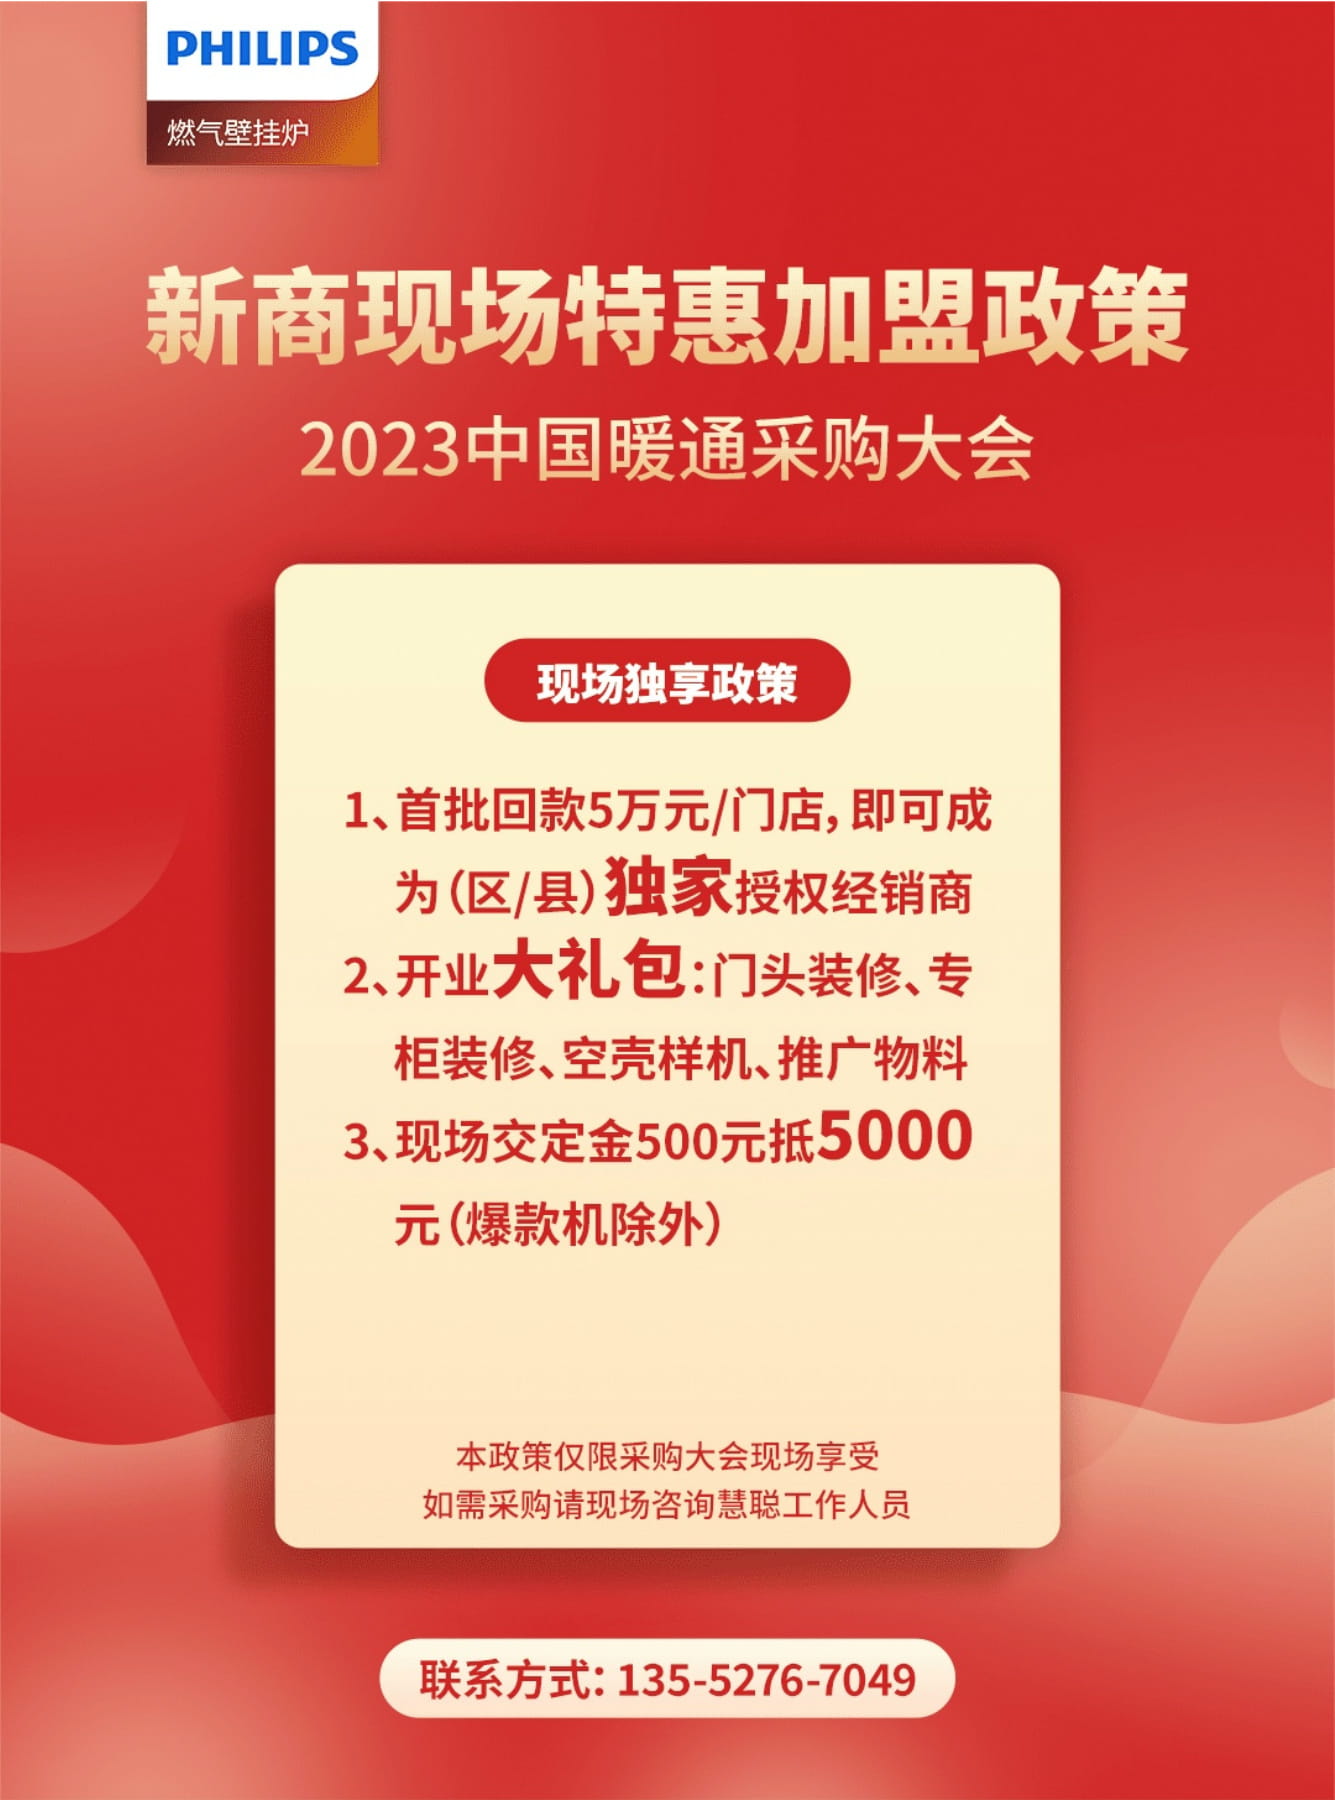 PHILIPS
燃气壁挂炉
新商现场特惠加盟政策
2023中国暖通采购大会
现场独享政策
1、首批回款5万元/门店，即可成
为（区/县）独家授权经销商
2、开业大礼包：门头装修、专
柜装修、空壳样机、推广物料
3、现场交定金500元抵5000
元（爆款机除外）
本政策仅限采购大会现场享受
如需采购请现场咨询慧聪工作人员
联系方式：135-5276-7049